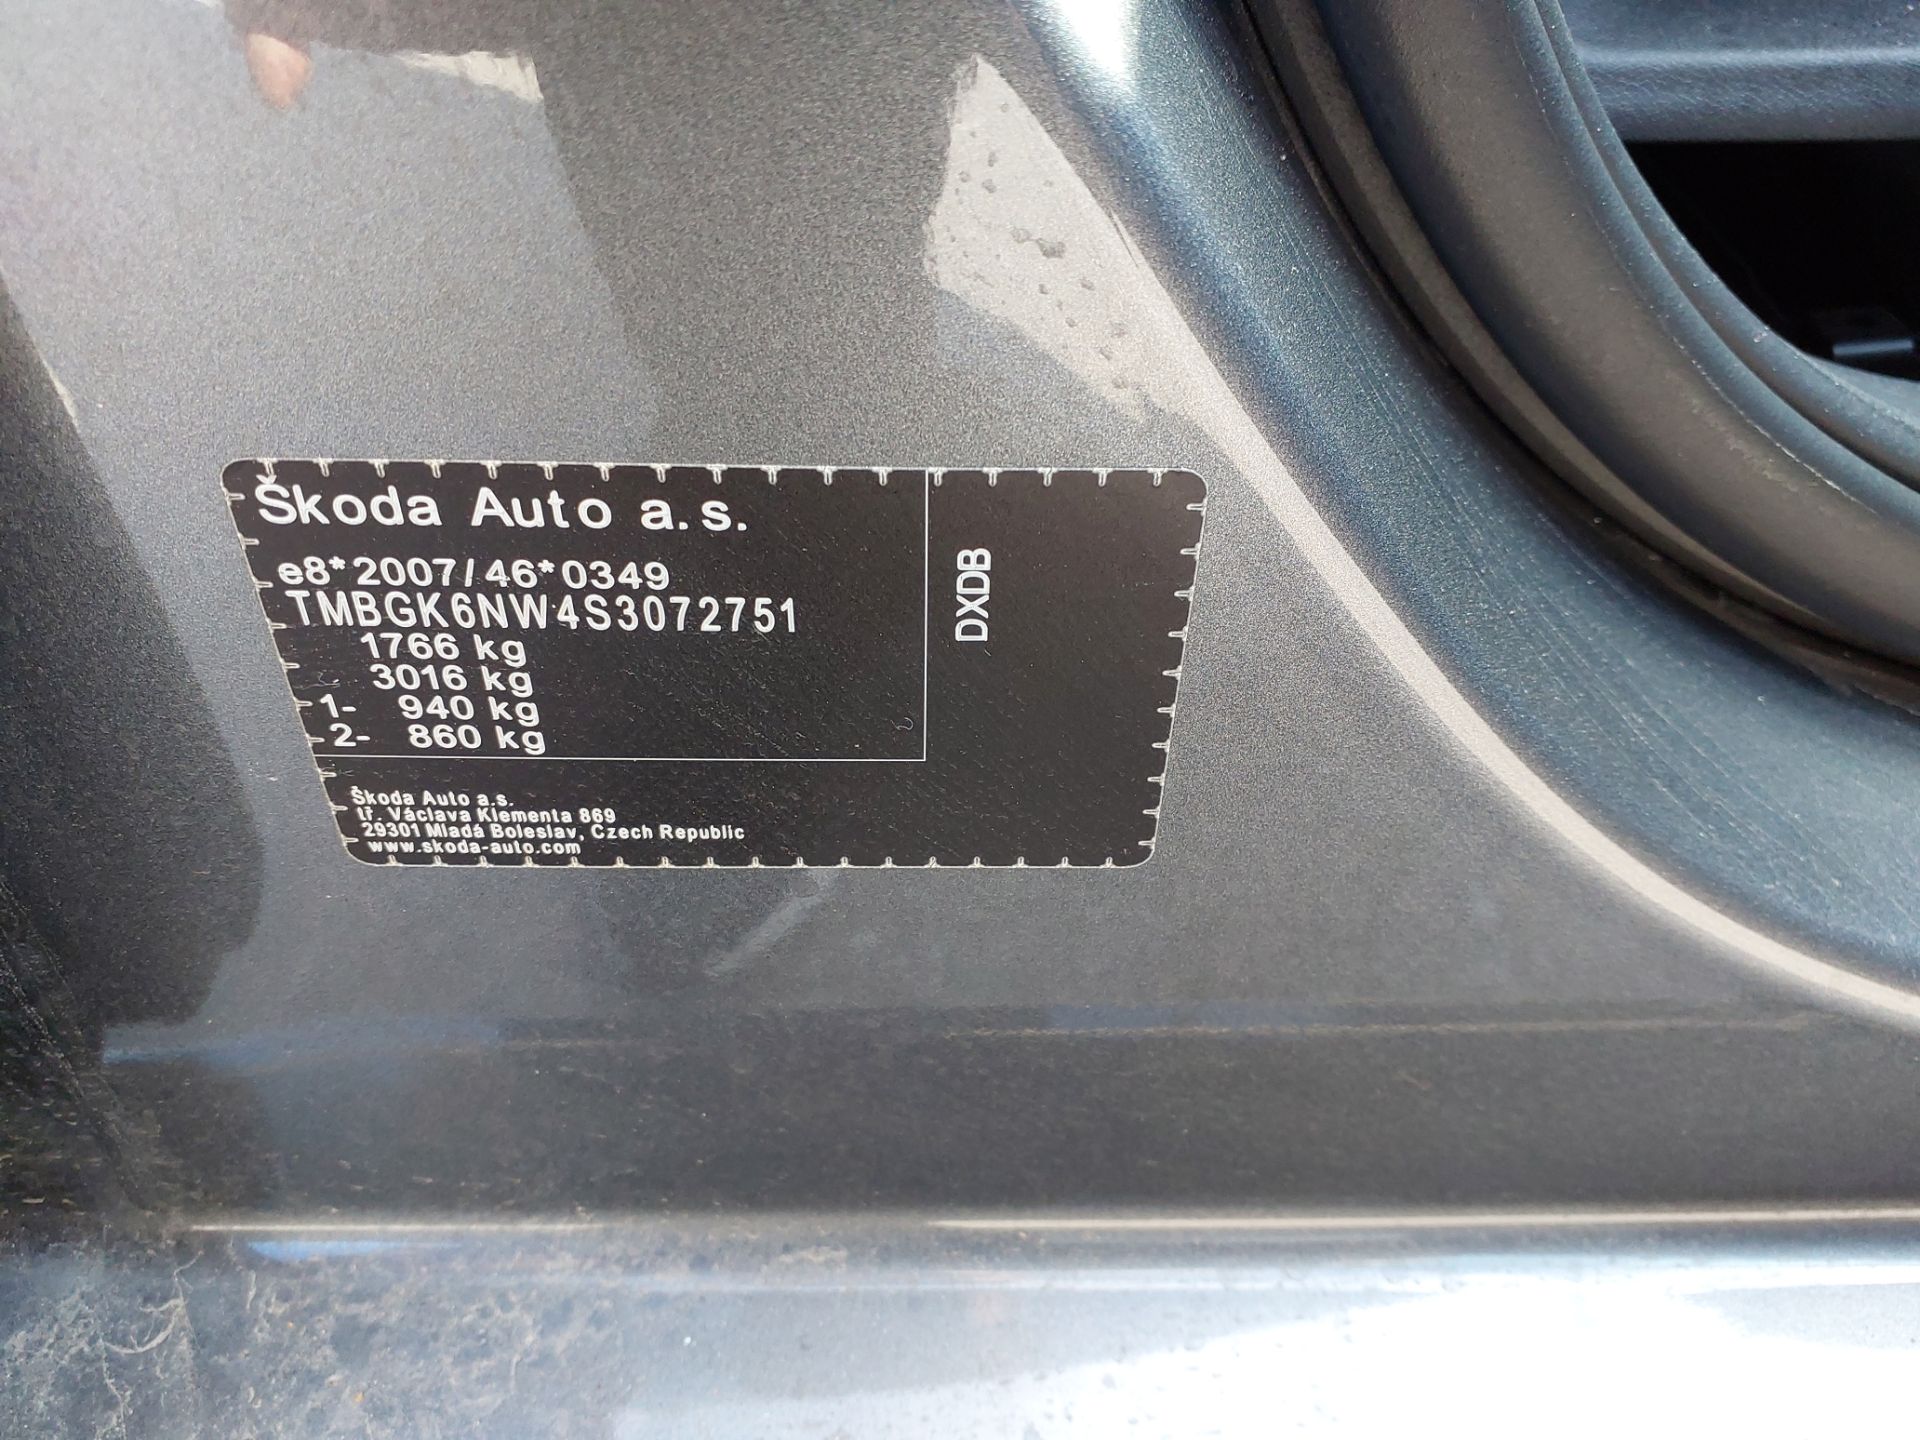 Škoda Auto a.s.
e8*2007/46*0349
TMBGK6NW4S3072751
1766 kg
3016 kg
1- 940 kg
2- 860 kg
DXDB
Škoda Auto a.s.
tř. Václava Klementa 869
29301 Mladá Boleslav, Czech Republic
www.skoda-auto.com